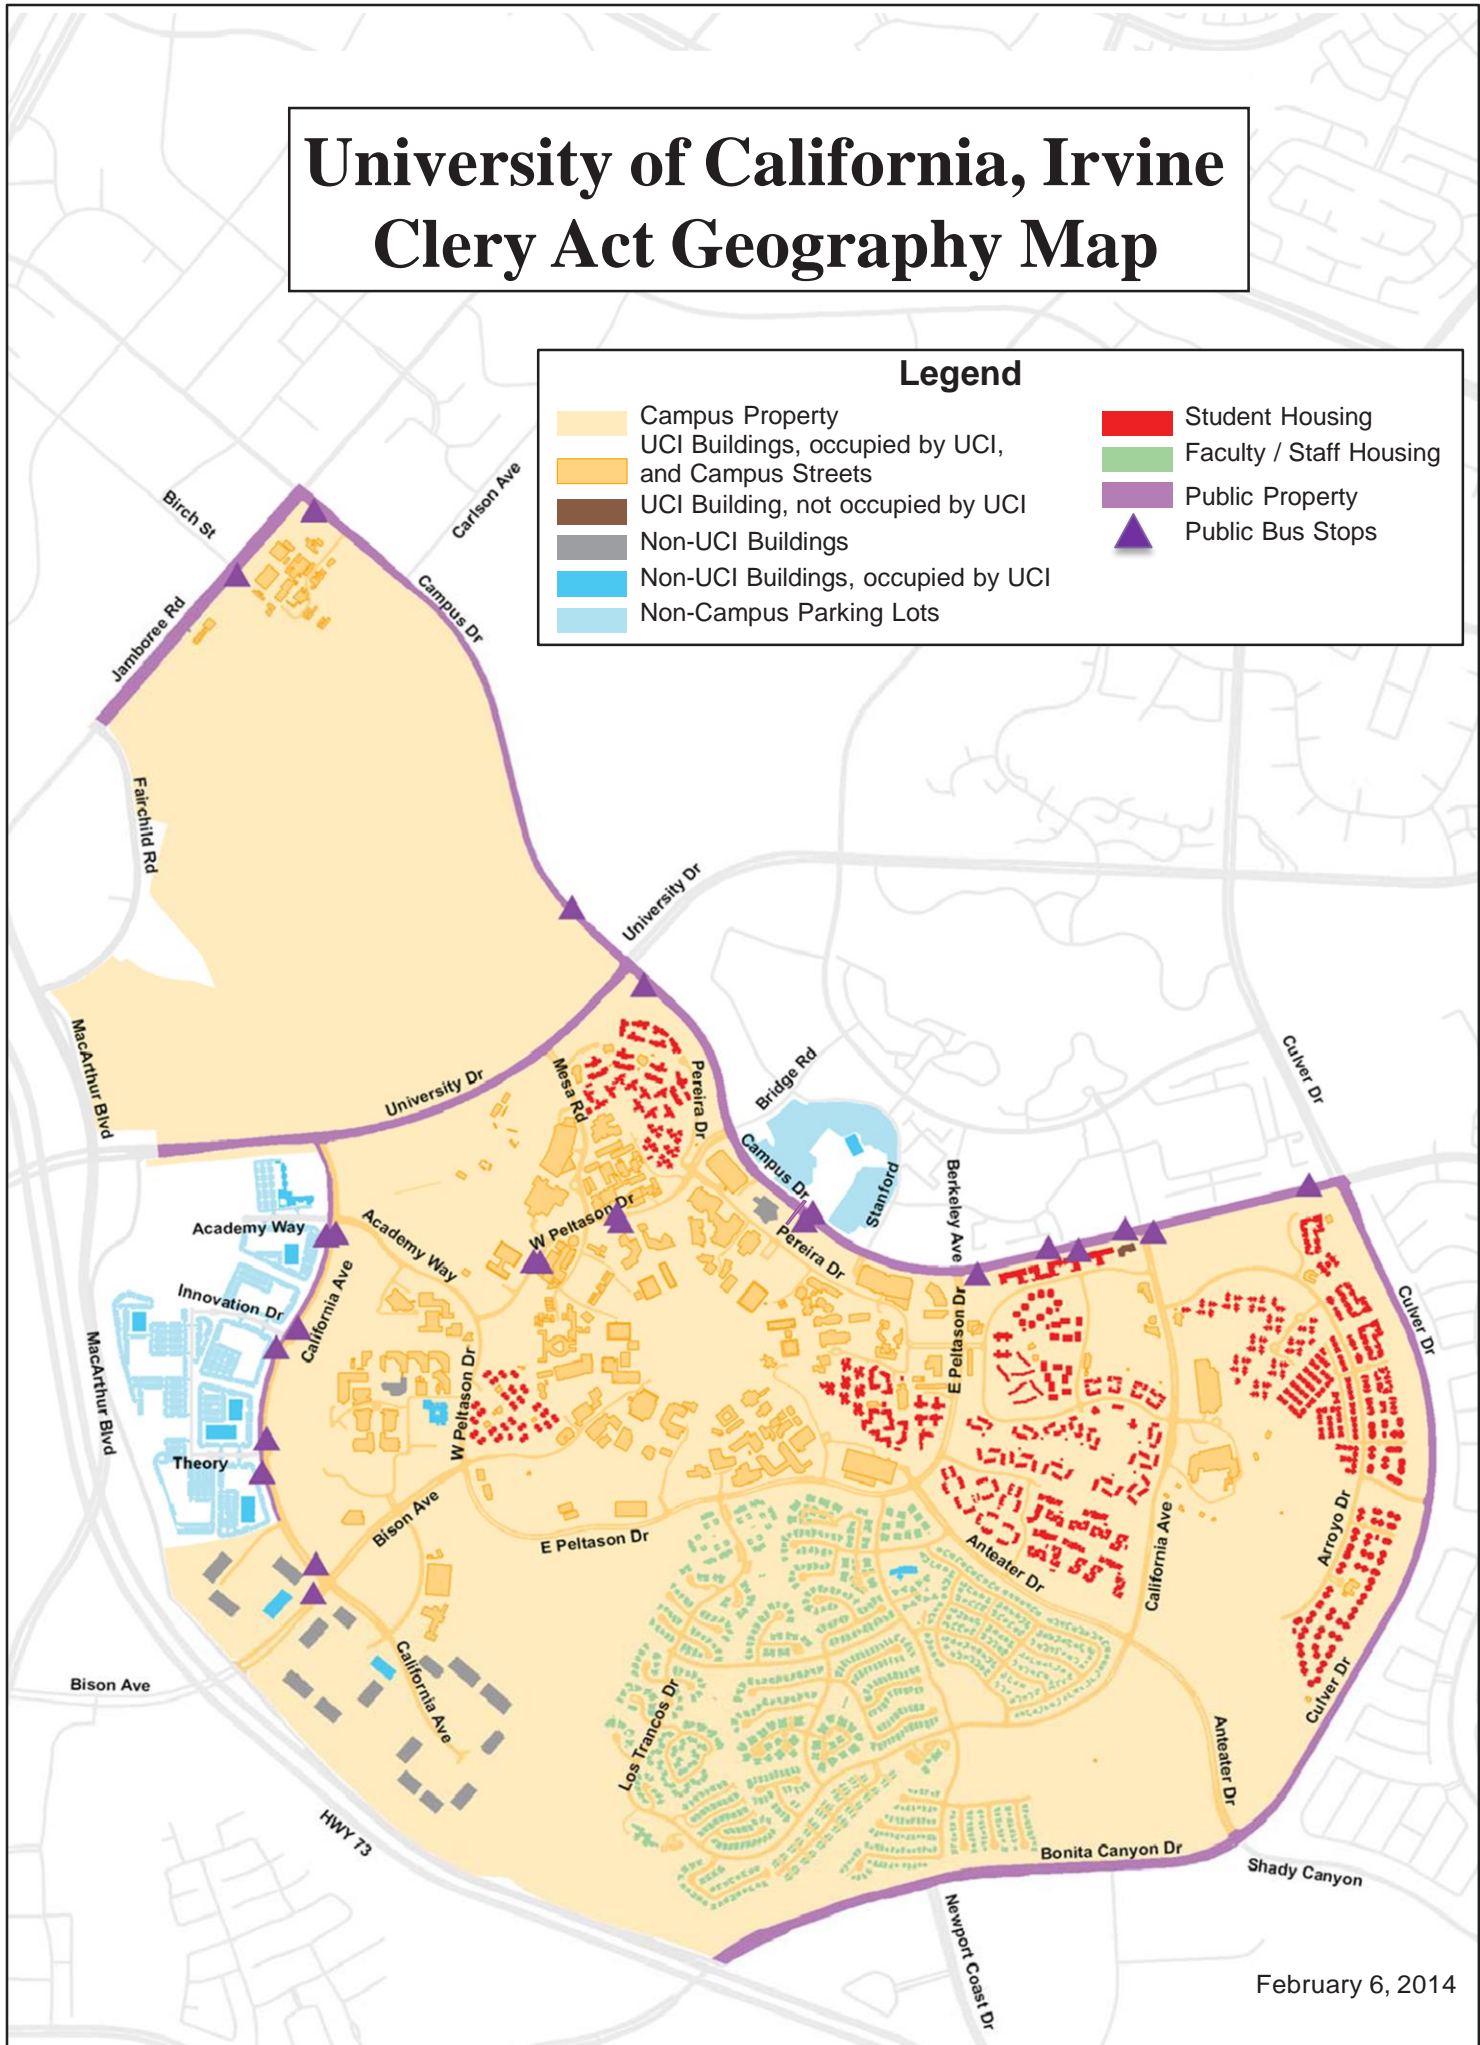 University of California, Irvine
Clery Act Geography Map
Legend
Campus Property
UCI Buildings, occupied by UCI,
and Campus Streets
UCI Building, not occupied by UCI
Non-UCI Buildings
Non-UCI Buildings, occupied by UCI
Non-Campus Parking Lots
Student Housing
Faculty / Staff Housing
Public Property
Public Bus Stops
Birch St
Carlson Ave
Jamboree Rd
Campus Dr
Fairchild Rd
University Dr
MacArthur Blvd
University Dr
Mesa Rd
Pereira Dr
Bridge Rd
Culver Dr
Campus Dr
Stanford
Berkeley Ave
Academy Way
Academy Way
W Peltason Dr
Pereira Dr
Innovation Dr
California Ave
E Peltason Dr
Culver Dr
MacArthur Blvd
W Peltason Dr
Theory
Bison Ave
E Peltason Dr
Anteater Dr
California Ave
Arroyo Dr
Bison Ave
California Ave
Los Trancos Dr
Culver Dr
Anteater Dr
HWY 73
Bonita Canyon Dr
Shady Canyon
Newport Coast Dr
February 6, 2014